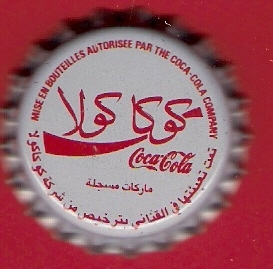 MISE EN BOUTEILLES AUTORISEE PAR THE COCA-COLA COMPANY
كوكا كولا
Coca-Cola
ماركات مسجلة
تمت تعبئتها في القناني بترخيص من شركة كوكاكولا